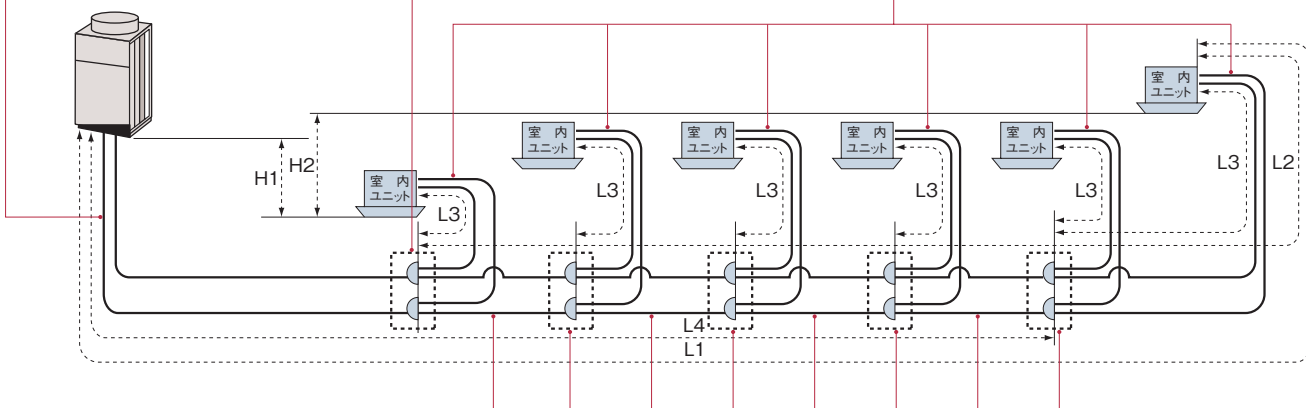 室 内
ユニット
室 内
ユニット
室 内
ユニット
室 内
ユニット
室 内
ユニット
室 内
ユニット
H1
H2
L3
L3
L3
L3
L3
L3
L2
L4
L1